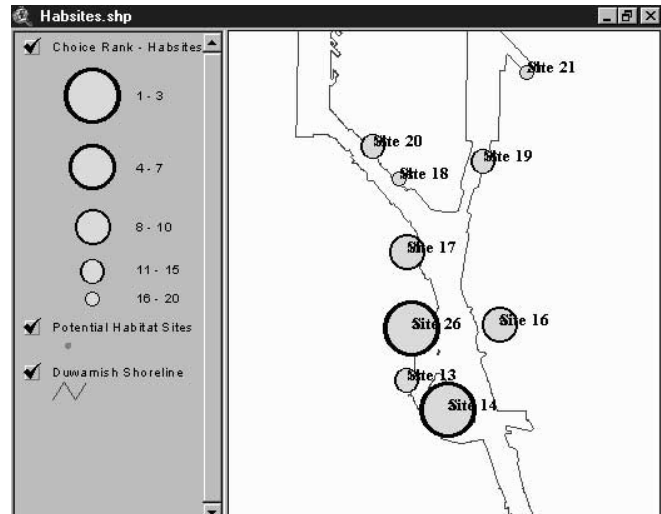 Habsites.shp
Choice Rank - Habsites
1 - 3
4 - 7
8 - 10
11 - 15
16 - 20
Potential Habitat Sites
Duwamish Shoreline
Site 21
Site 20
Site 19
Site 18
Site 17
Site 26
Site 16
Site 13
Site 14